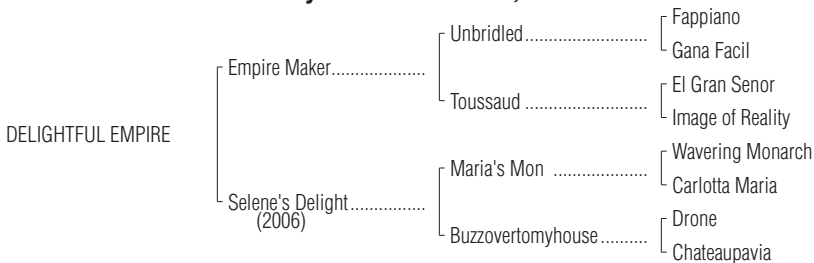 Fappiano
Unbridled
Gana Facil
Empire Maker
El Gran Senor
Toussaud
Image of Reality
DELIGHTFUL EMPIRE
Wavering Monarch
Maria's Mon
Carlotta Maria
Selene's Delight
(2006)
Drone
Buzzovertomyhouse
Chateaupavia